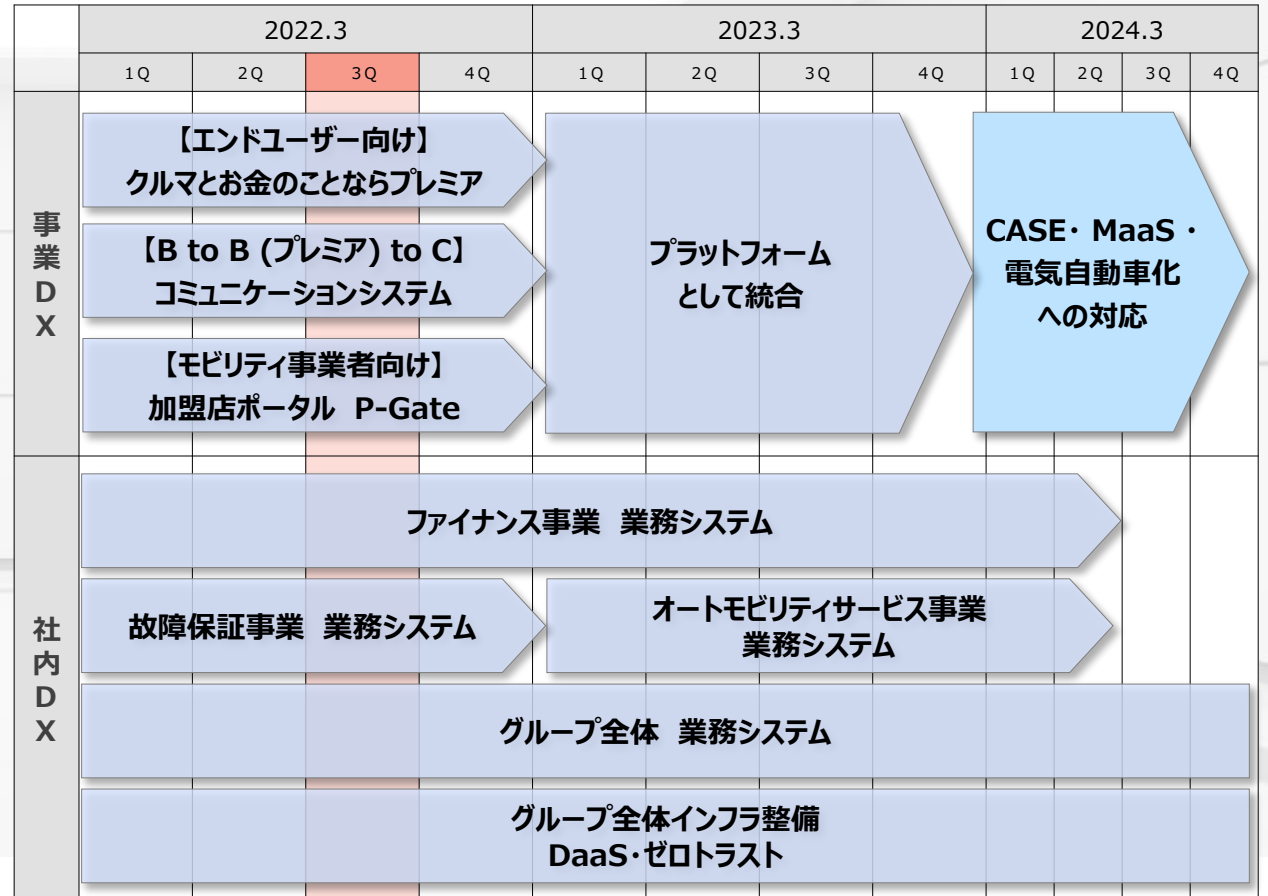 2022.3
2023.3
2024.3
1Q
2Q
3Q
4Q
1Q
2Q
3Q
4Q
1Q
2Q
3Q
4Q
事業DX
【エンドユーザー向け】
クルマとお金のことならプレミア
【B to B (プレミア) to C】
コミュニケーションシステム
【モビリティ事業者向け】
加盟店ポータル P-Gate
プラットフォーム
として統合
CASE・ MaaS・
電気自動車化
への対応
社内DX
ファイナンス事業 業務システム
故障保証事業 業務システム
オートモビリティサービス事業
業務システム
グループ全体 業務システム
グループ全体インフラ整備
DaaS・ゼロトラスト